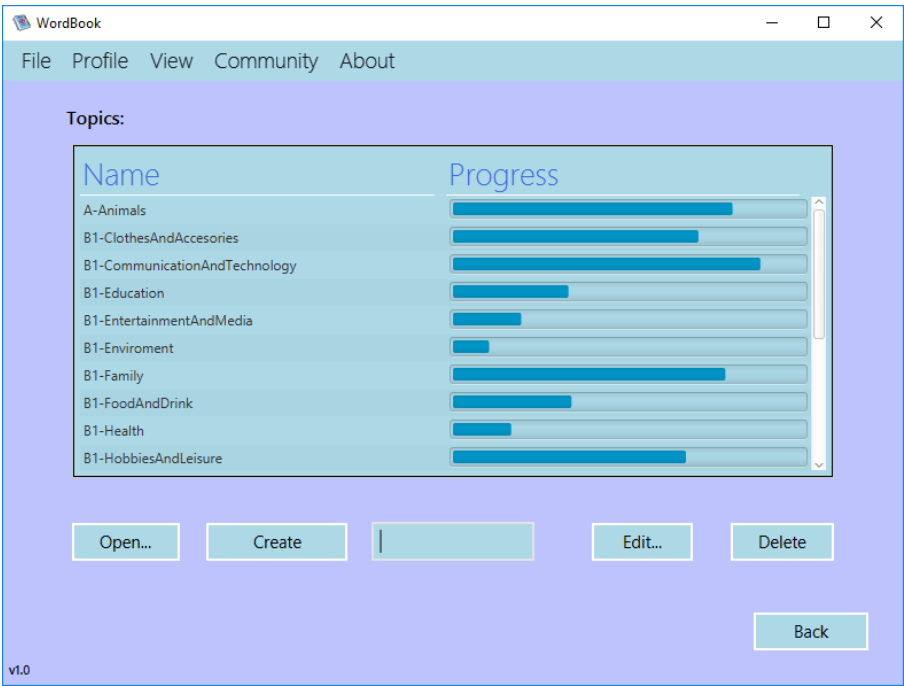 WordBook
File Profile View Community About
Topics:
Name Progress
A-Animals
B1-ClothesAndAccesories
B1-CommunicationAndTechnology
B1-Education
B1-EntertainmentAndMedia
B1-Enviroment
B1-Family
B1-FoodAndDrink
B1-Health
B1-HobbiesAndLeisure
Open... Create Edit... Delete
Back
v1.0